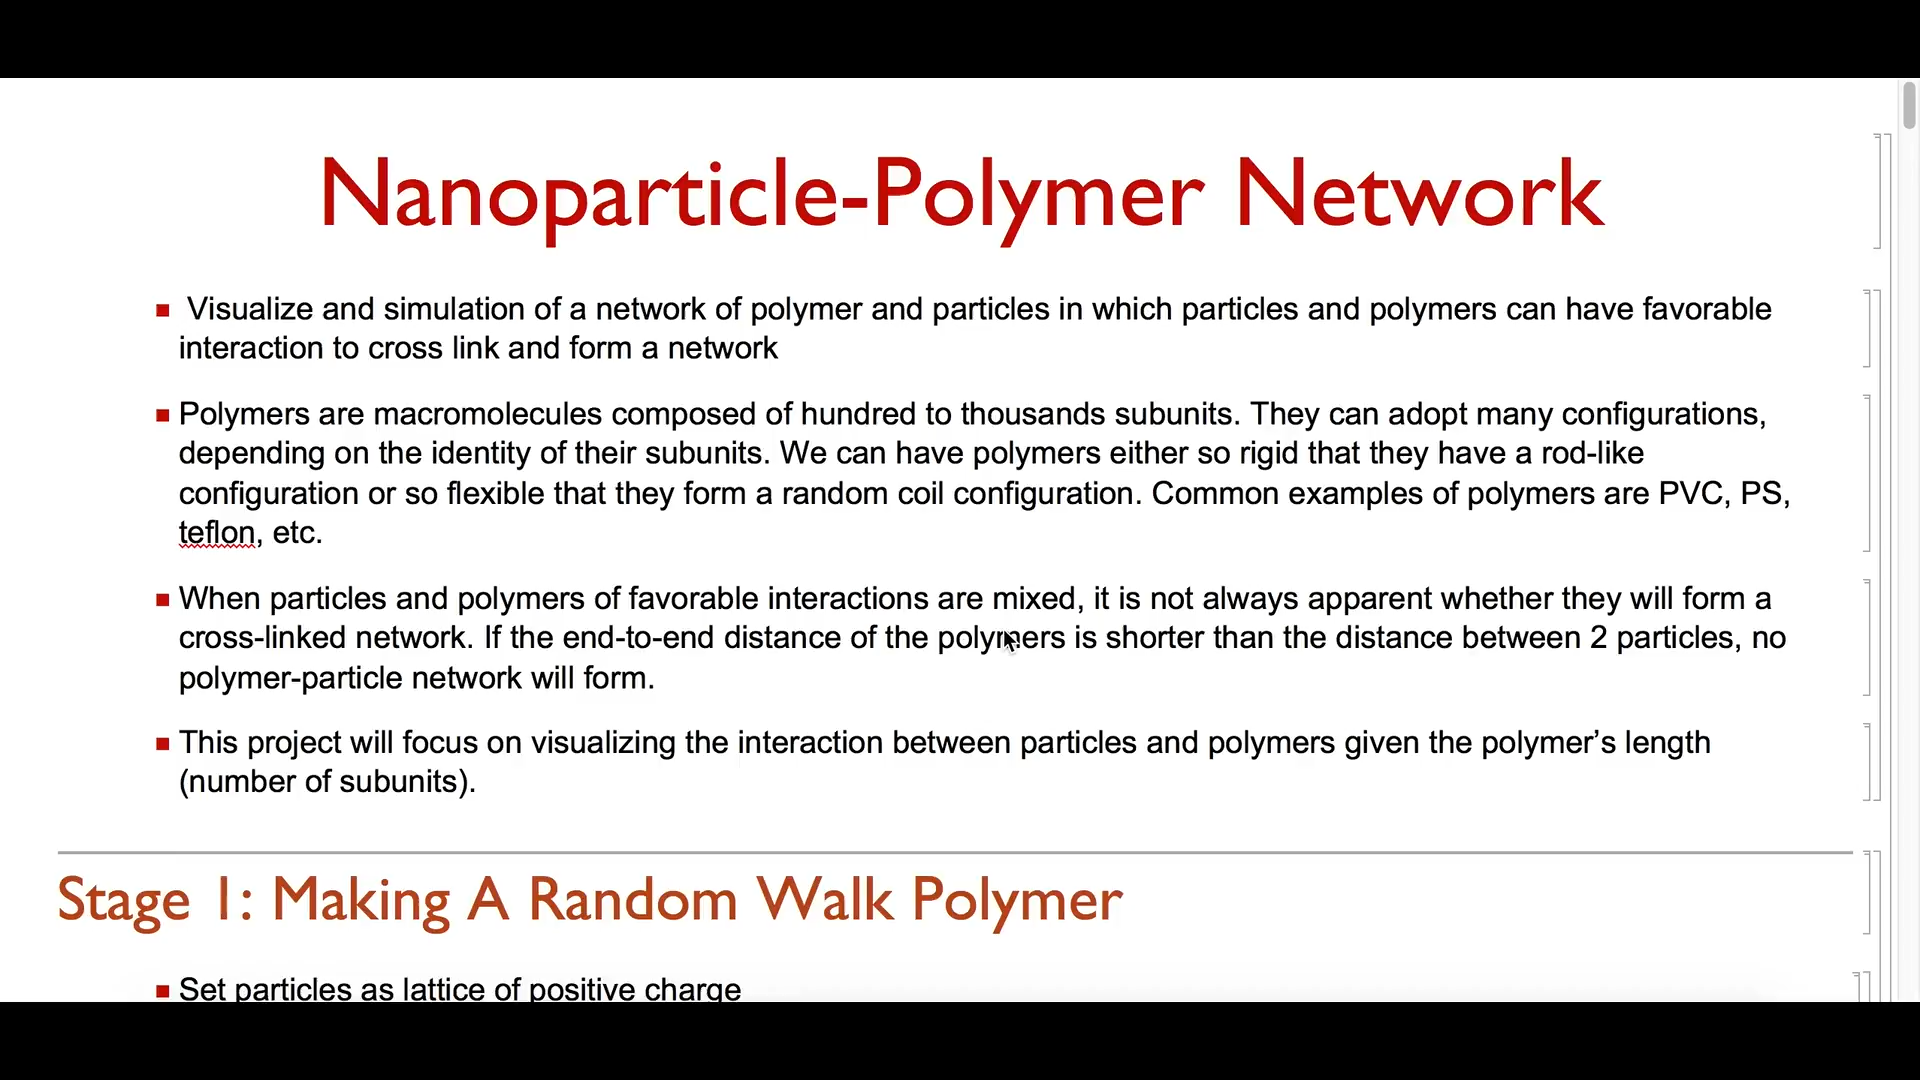 Nanoparticle-Polymer Network
Visualize and simulation of a network of polymer and particles in which particles and polymers can have favorable
interaction to cross link and form a network
Polymers are macromolecules composed of hundred to thousands subunits. They can adopt many configurations,
depending on the identity of their subunits. We can have polymers either so rigid that they have a rod-like
configuration or so flexible that they form a random coil configuration. Common examples of polymers are PVC, PS,
teflon, etc.
When particles and polymers of favorable interactions are mixed, it is not always apparent whether they will form a
cross-linked network. If the end-to-end distance of the polymers is shorter than the distance between 2 particles, no
polymer-particle network will form.
This project will focus on visualizing the interaction between particles and polymers given the polymer’s length
(number of subunits).
Stage 1: Making A Random Walk Polymer
Set particles as lattice of positive charge